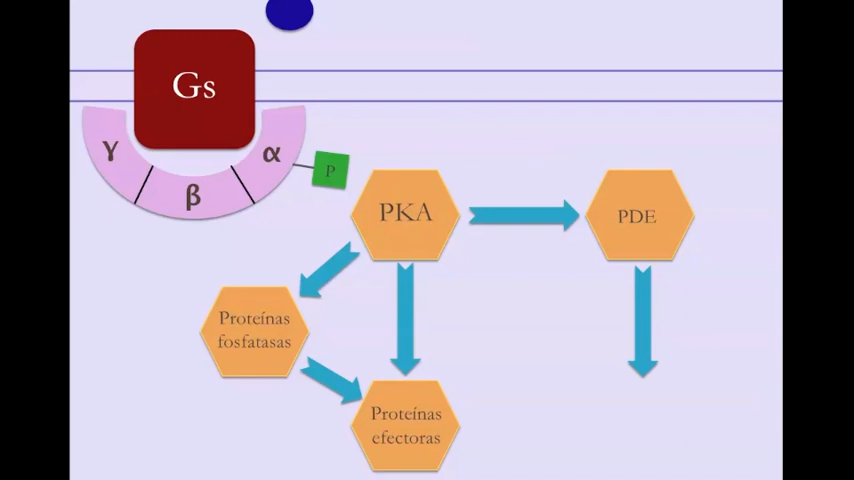 Gs
γ
β
α
P
PKA
PDE
Proteínas
fosfatasas
Proteínas
efectoras